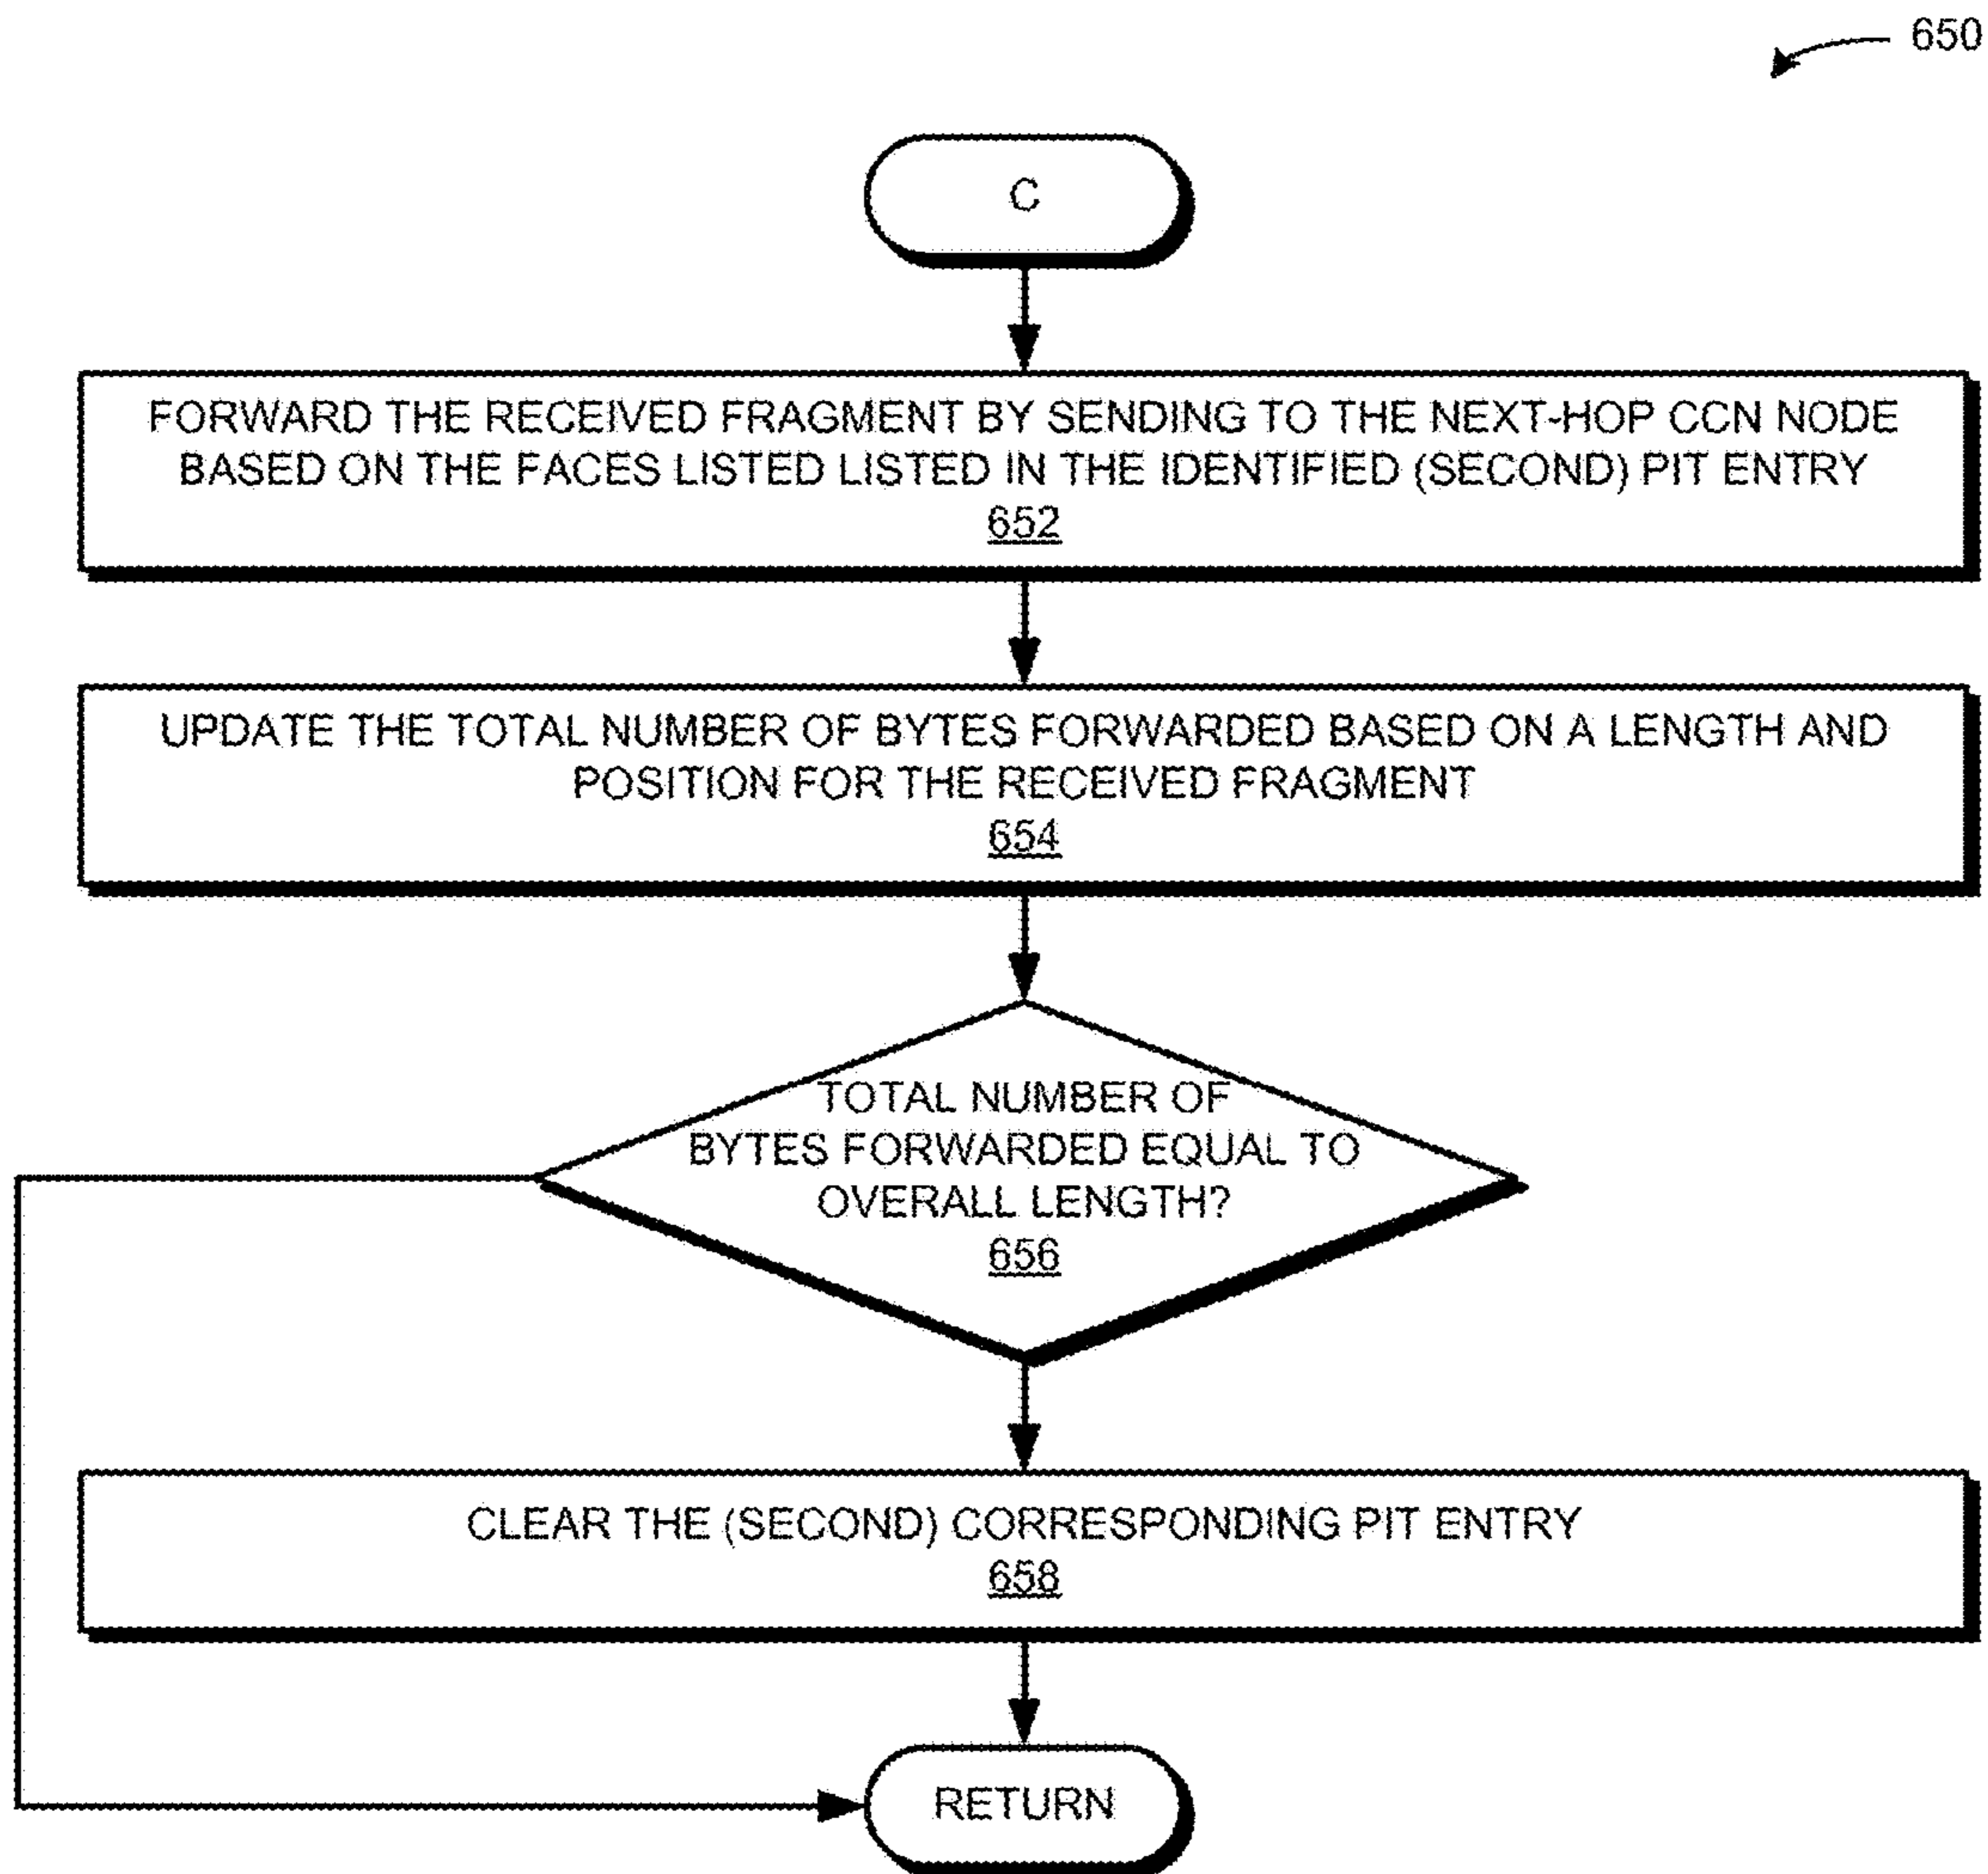 650
C
FORWARD THE RECEIVED FRAGMENT BY SENDING TO THE NEXT-HOP CCN NODE
BASED ON THE FACES LISTED LISTED IN THE IDENTIFIED (SECOND) PIT ENTRY
652
UPDATE THE TOTAL NUMBER OF BYTES FORWARDED BASED ON A LENGTH AND
POSITION FOR THE RECEIVED FRAGMENT
654
TOTAL NUMBER OF
BYTES FORWARDED EQUAL TO
OVERALL LENGTH?
656
CLEAR THE (SECOND) CORRESPONDING PIT ENTRY
658
RETURN